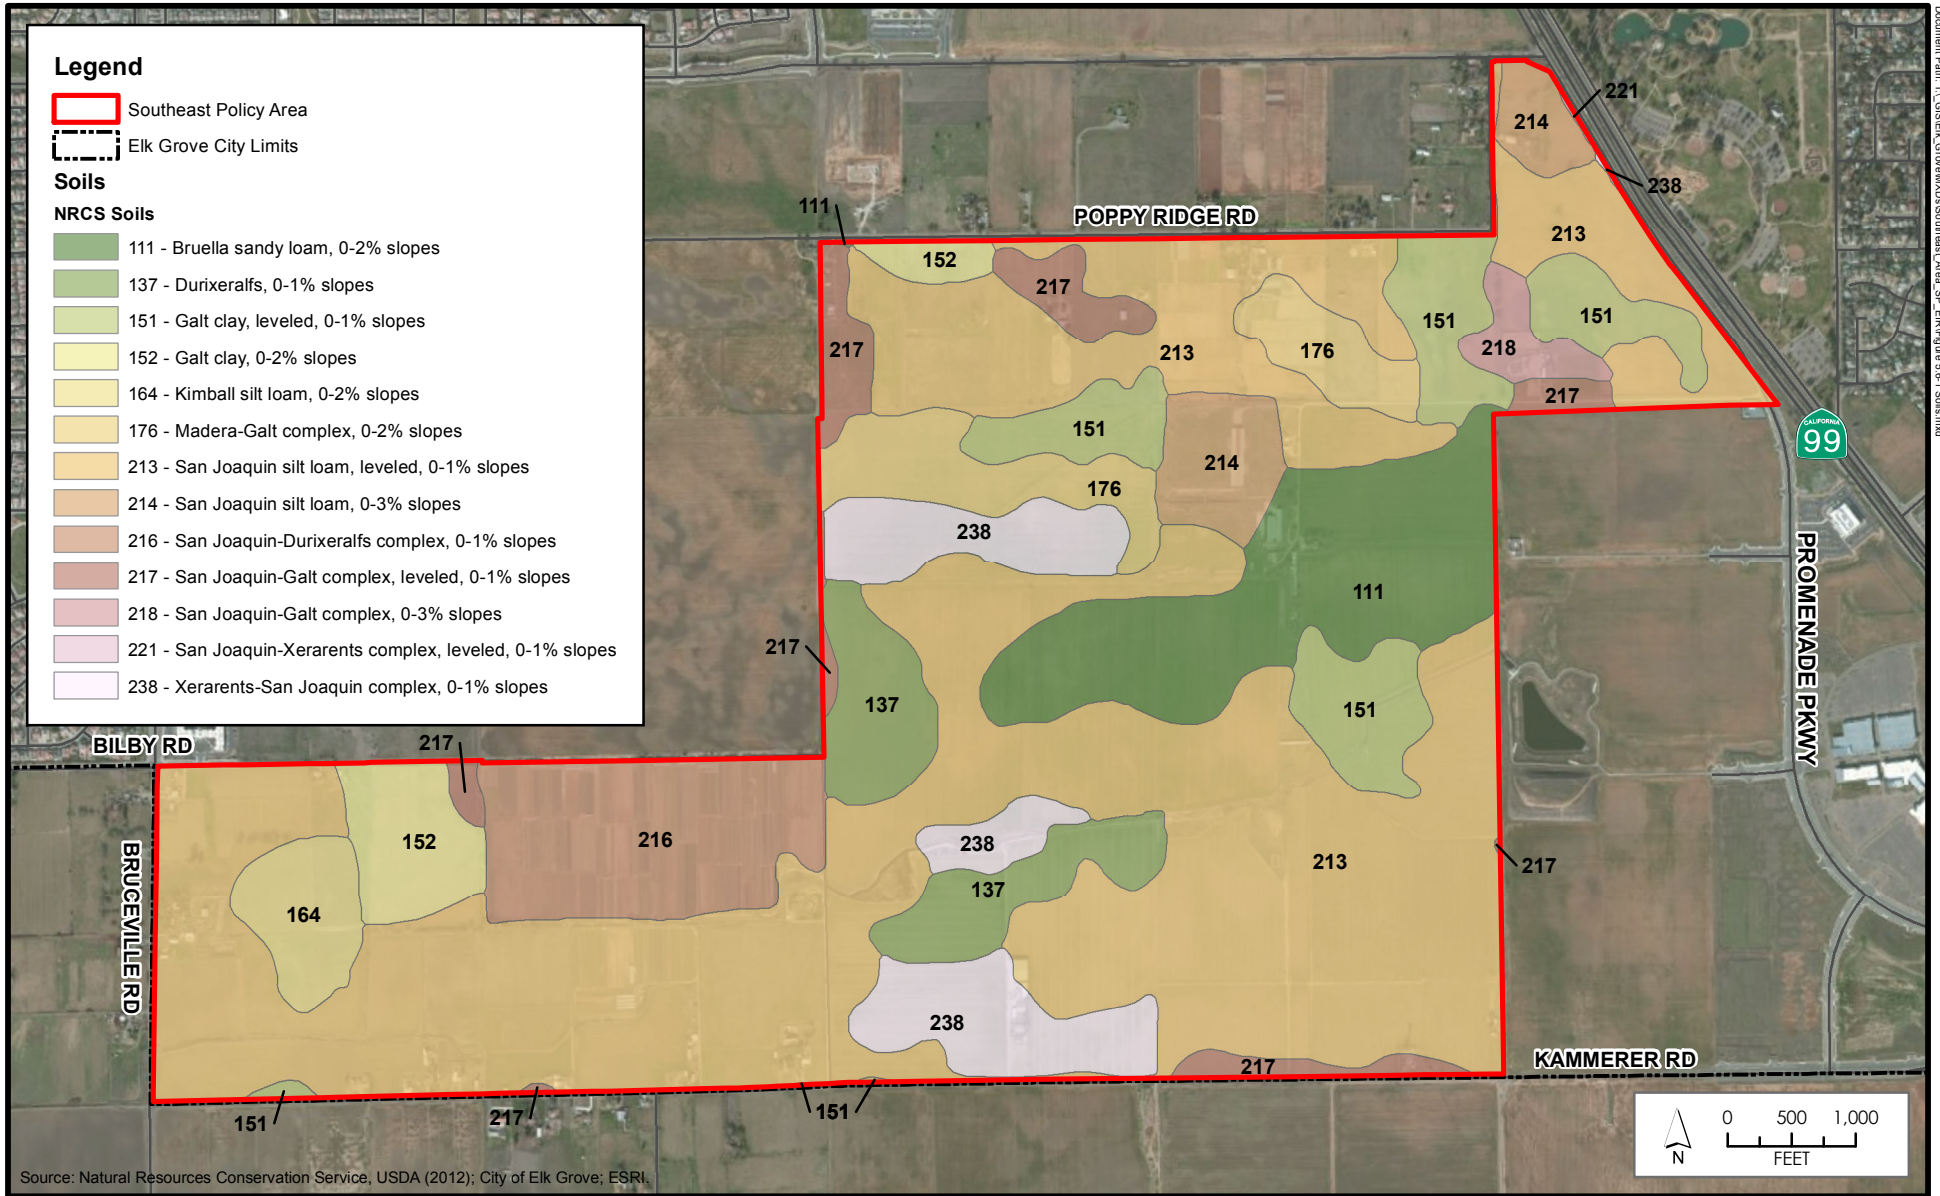 Legend
Southeast Policy Area
Elk Grove City Limits
Soils
NRCS Soils
111 - Bruella sandy loam, 0-2% slopes
137 - Durixeralfs, 0-1% slopes
151 - Galt clay, leveled, 0-1% slopes
152 - Galt clay, 0-2% slopes
164 - Kimball silt loam, 0-2% slopes
176 - Madera-Galt complex, 0-2% slopes
213 - San Joaquin silt loam, leveled, 0-1% slopes
214 - San Joaquin silt loam, 0-3% slopes
216 - San Joaquin-Durixeralfs complex, 0-1% slopes
217 - San Joaquin-Galt complex, leveled, 0-1% slopes
218 - San Joaquin-Galt complex, 0-3% slopes
221 - San Joaquin-Xerarents complex, leveled, 0-1% slopes
238 - Xerarents-San Joaquin complex, 0-1% slopes
221
214
238
111
POPPY RIDGE RD
213
152
217
151
151
217
213
176
218
217
151
CALIFORNIA
99
214
176
238
PROMENADE PKWY
111
217
137
151
BILBY RD
217
152
216
238
213
217
BRUCEVILLE RD
137
164
238
KAMMERER RD
217
151
217
151
0 500 1,000
FEET
N
Source: Natural Resources Conservation Service, USDA (2012); City of Elk Grove; ESRI.